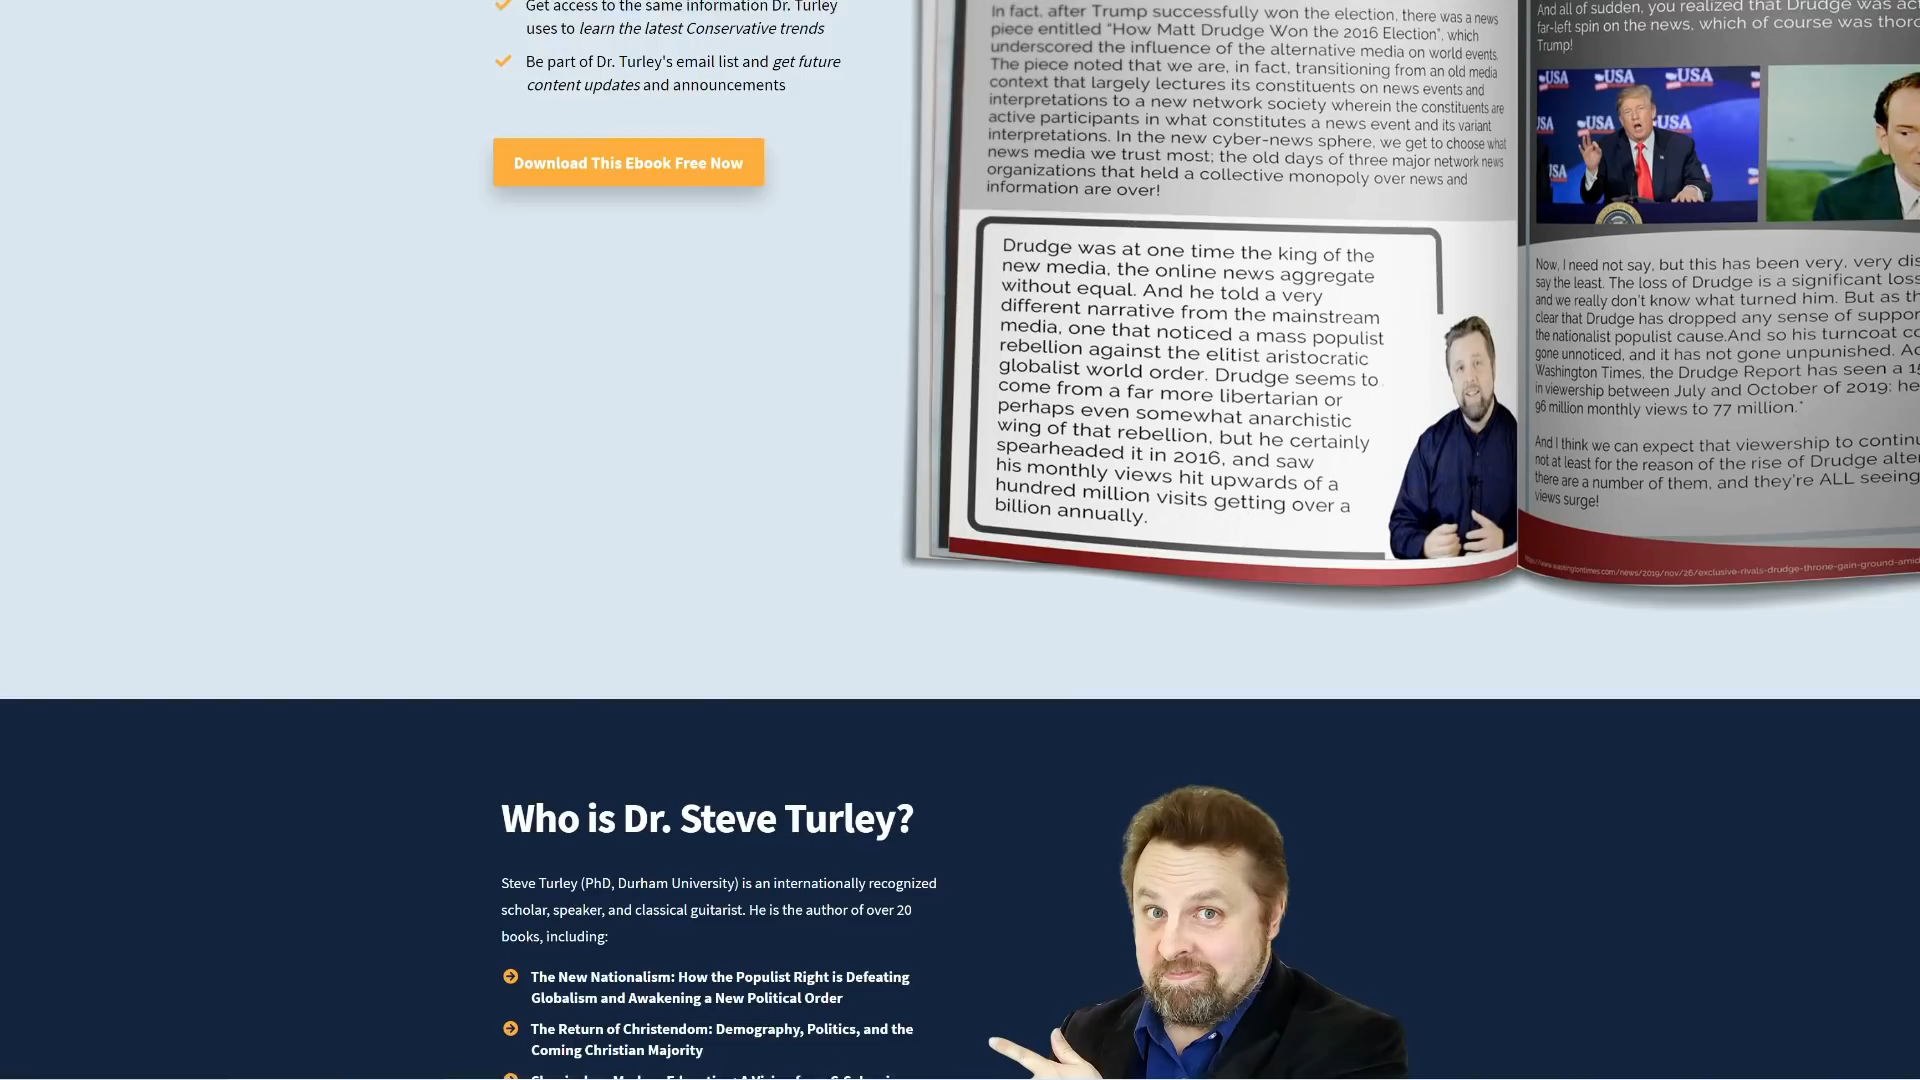 Get access to the same information Dr. Turley
uses to learn the latest Conservative trends
Be part of Dr. Turley's email list and get future
content updates and announcements
Download This Ebook Free Now
In fact, after Trump successfully won the election, there was a news
piece entitled "How Matt Drudge Won the 2016 Election", which
underscored the influence of the alternative media on world events.
The piece noted that we are, in fact, transitioning from an old media
context that largely lectures its constituents on news events and
interpretations to a new network society wherein the constituents are
active participants in what constitutes a news event and its variant
interpretations. In the new cyber-news sphere, we get to choose what
news media we trust most; the old days of three major network news
organizations that held a collective monopoly over news and
information are over!
Drudge was at one time the king of the
new media, the online news aggregate
without equal. And he told a very
different narrative from the mainstream
media, one that noticed a mass populist
rebellion against the elitist aristocratic
globalist world order. Drudge seems to
come from a far more libertarian or
perhaps even somewhat anarchistic
wing of that rebellion, but he certainly
spearheaded it in 2016, and saw
his monthly views hit upwards of a
hundred million visits getting over a
billion annually.
And all of sudden, you realized that Drudge was
far-left spin on the news, which of course was
Trump!
USA USA USA
USA USA USA
USA
Now, I need not say, but this has been very, very
say the least. The loss of Drudge is a significant loss
and we really don't know what turned him. But as
clear that Drudge has dropped any sense of
the nationalist populist cause.And so his turncoat
gone unnoticed, and it has not gone unpunished.
Washington Times, the Drudge Report has seen a
in viewership between July and October of 2019:
96 million monthly views to 77 million."
And I think we can expect that viewership to
not at least for the reason of the rise of Drudge
there are a number of them, and they're ALL seeing
views surge!
Who is Dr. Steve Turley?
Steve Turley (PhD, Durham University) is an internationally recognized
scholar, speaker, and classical guitarist. He is the author of over 20
books, including:
The New Nationalism: How the Populist Right is Defeating
Globalism and Awakening a New Political Order
The Return of Christendom: Demography, Politics, and the
Coming Christian Majority